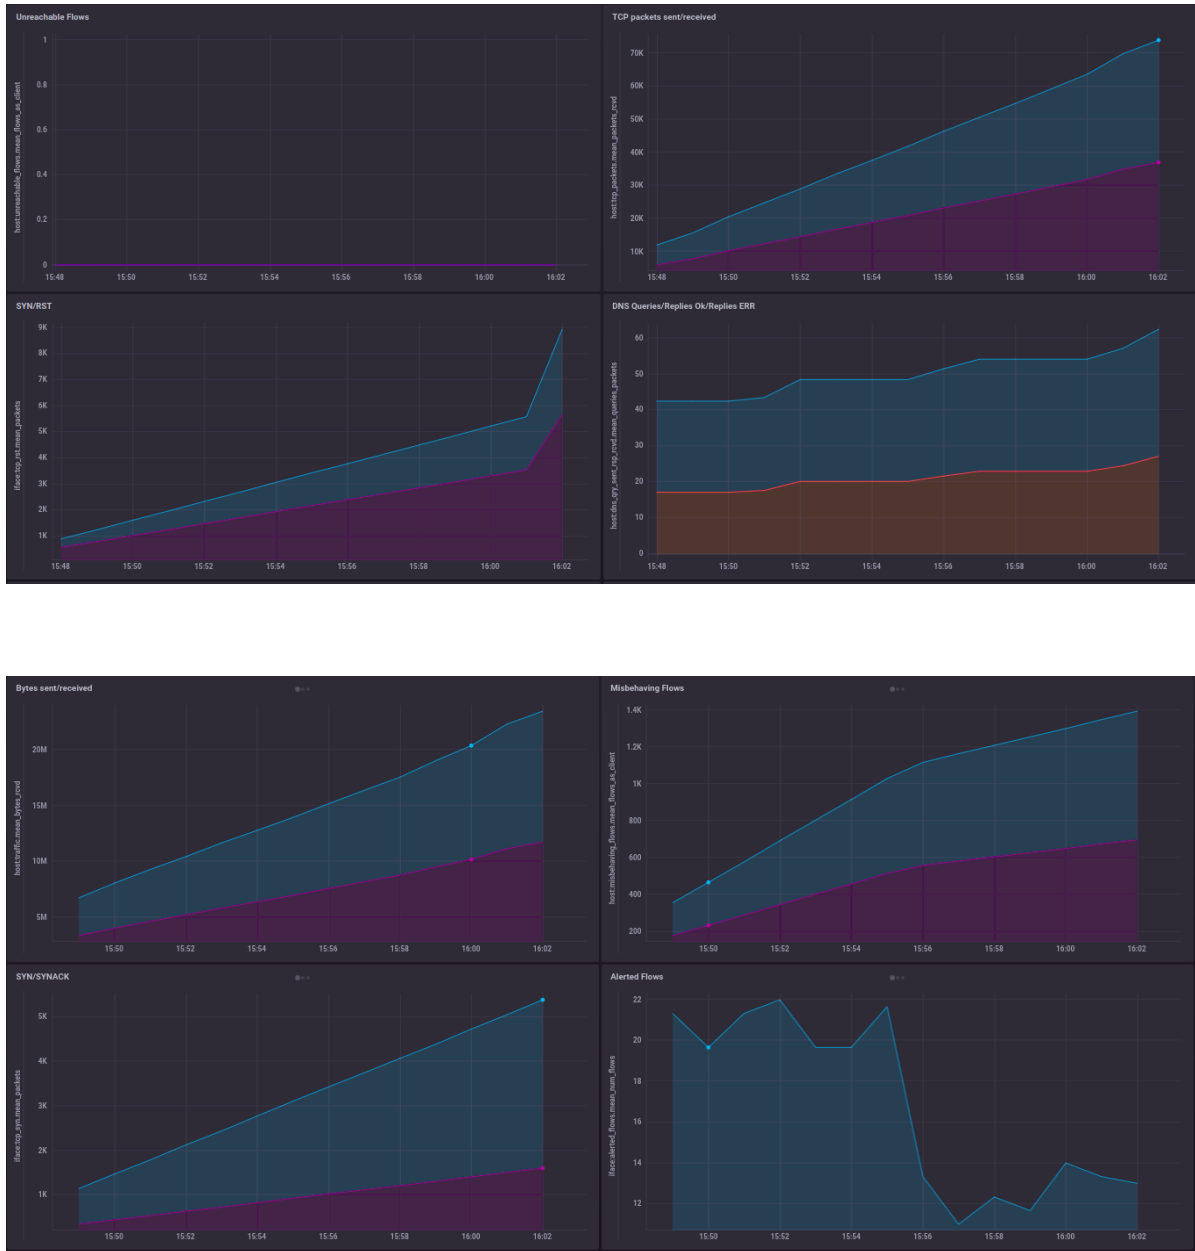 Unreachable Flows
host:unreachable_flows.mean_flows_as_client
1
0.8
0.6
0.4
0.2
0
15:48 15:50 15:52 15:54 15:56 15:58 16:00 16:02
TCP packets sent/received
host:tcp_packets.mean_packets_rcvd
70K
60K
50K
40K
30K
20K
10K
15:48 15:50 15:52 15:54 15:56 15:58 16:00 16:02
SYN/RST
iface:tcp_rst.mean_packets
9K
8K
7K
6K
5K
4K
3K
2K
1K
15:48 15:50 15:52 15:54 15:56 15:58 16:00 16:02
DNS Queries/Replies Ok/Replies ERR
host:dns_qry_sent_rsp_rcvd.mean_queries_packets
60
50
40
30
20
10
0
15:48 15:50 15:52 15:54 15:56 15:58 16:00 16:02
Bytes sent/received
host:traffic.mean_bytes_rcvd
20M
15M
10M
5M
15:50 15:52 15:54 15:56 15:58 16:00 16:02
Misbehaving Flows
host:misbehaving_flows.mean_flows_as_client
1.4K
1.2K
1K
800
600
400
200
15:50 15:52 15:54 15:56 15:58 16:00 16:02
SYN/SYNACK
iface:tcp_syn.mean_packets
5K
4K
3K
2K
1K
15:50 15:52 15:54 15:56 15:58 16:00 16:02
Alerted Flows
iface:alerted_flows.mean_num_flows
22
20
18
16
14
12
15:50 15:52 15:54 15:56 15:58 16:00 16:02